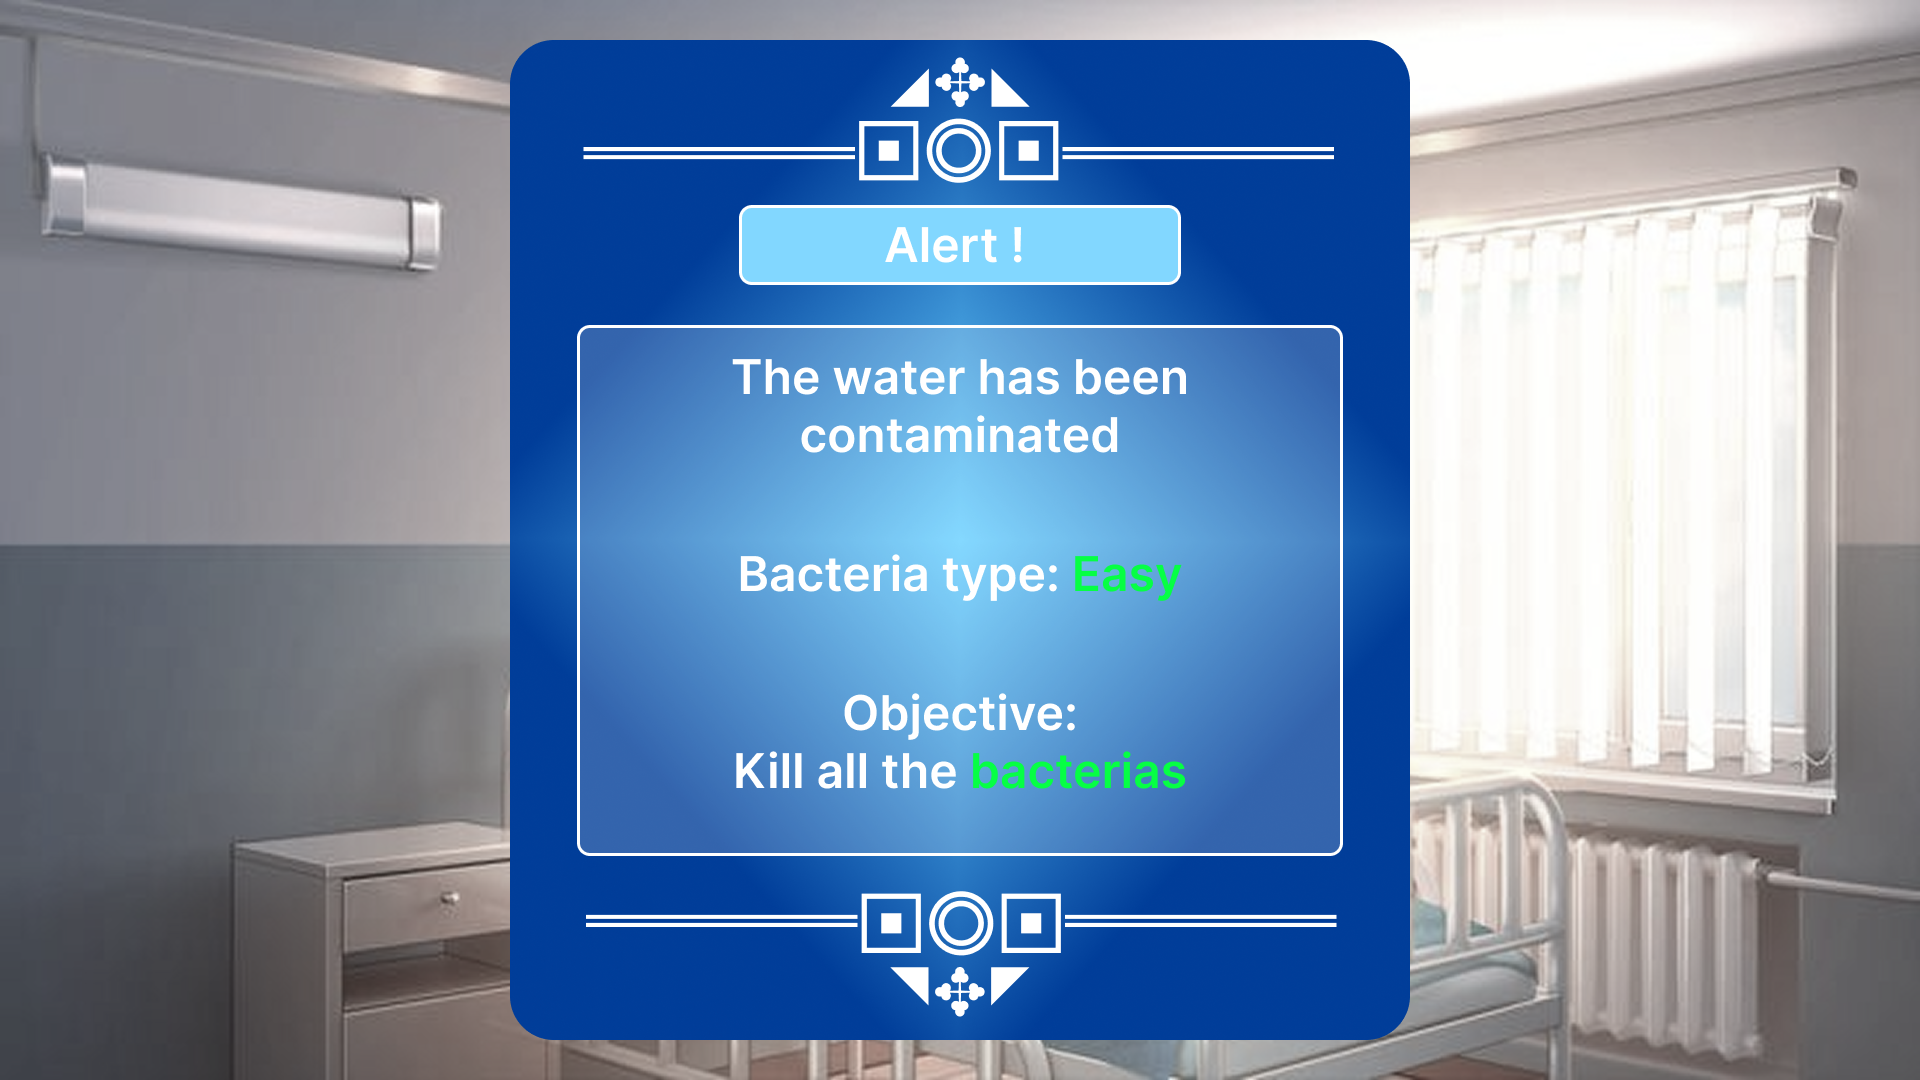 Alert !
The water has been
contaminated
Bacteria type: Easy
Objective:
Kill all the bacterias